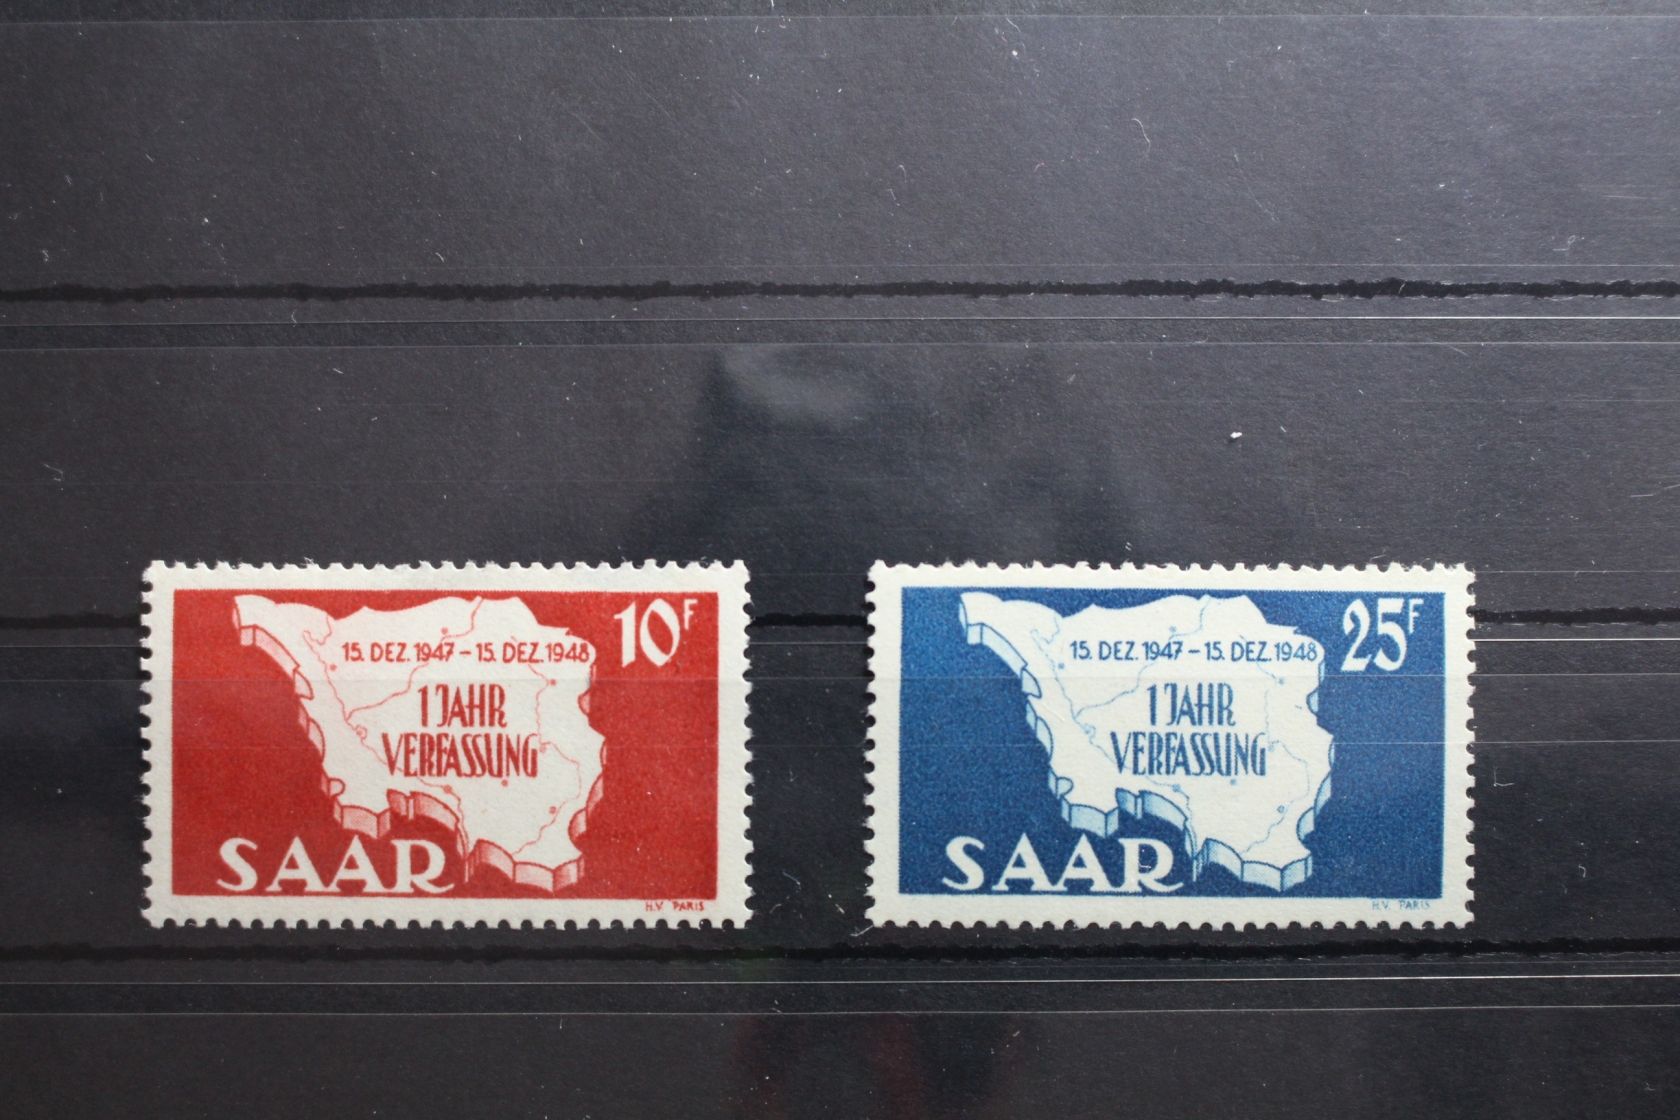 10F
15. DEZ. 1947 – 15. DEZ. 1948
1 JAHR
VERFASSUNG
SAAR
H.V. PARIS
25F
15. DEZ. 1947 – 15. DEZ. 1948
1 JAHR
VERFASSUNG
SAAR
H.V. PARIS